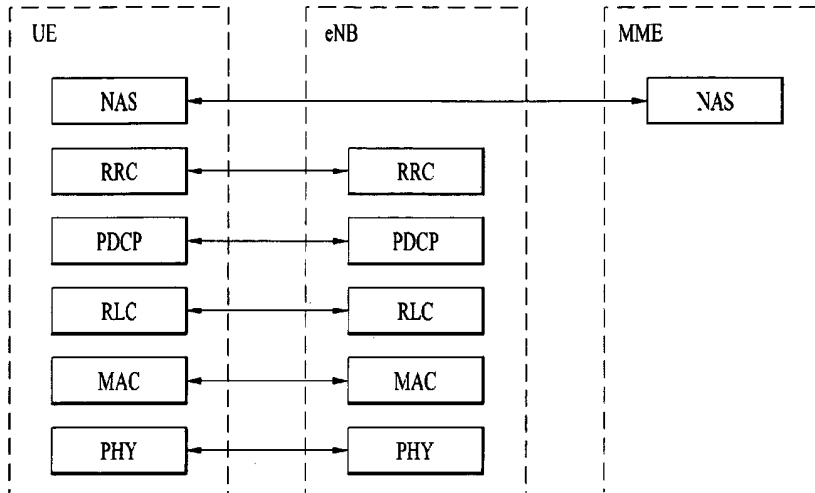 UE eNB MME
NAS NAS
RRC RRC
PDCP PDCP
RLC RLC
MAC MAC
PHY PHY